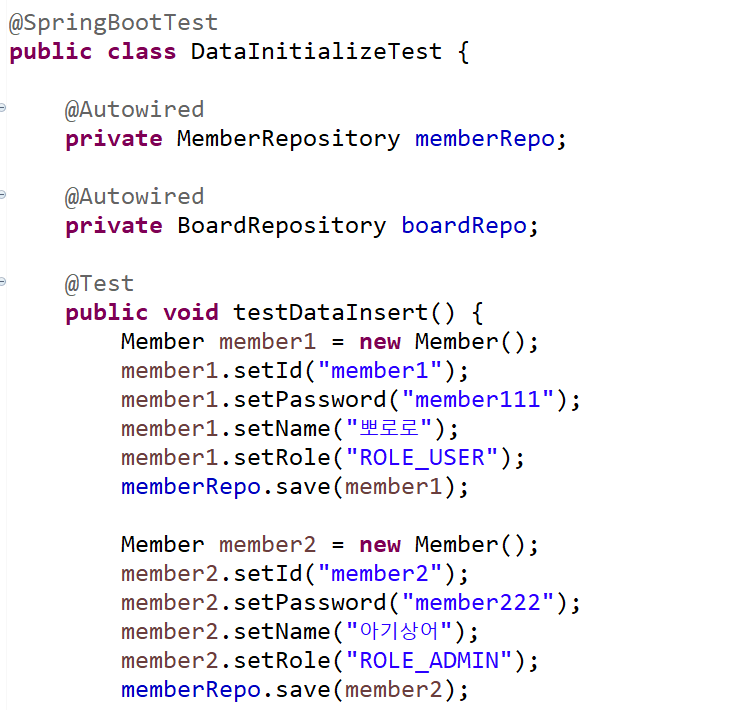 @SpringBootTest
public class DataInitializeTest {
@Autowired
private MemberRepository memberRepo;
@Autowired
private BoardRepository boardRepo;
@Test
public void testDataInsert() {
Member member1 = new Member();
member1.setId("member1");
member1.setPassword("member111");
member1.setName("뽀로로");
member1.setRole("ROLE_USER");
memberRepo.save(member1);
Member member2 = new Member();
member2.setId("member2");
member2.setPassword("member222");
member2.setName("아기상어");
member2.setRole("ROLE_ADMIN");
memberRepo.save(member2);